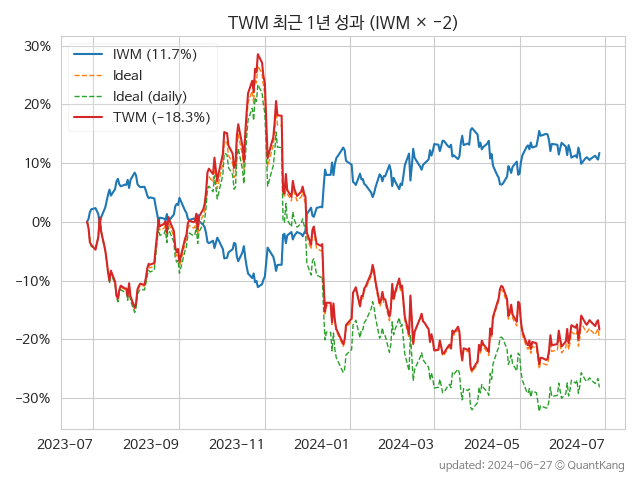 TWM 최근 1년 성과 (IWM × −2)
IWM (11.7%)
Ideal
Ideal (daily)
TWM (−18.3%)
30%
20%
10%
0%
−10%
−20%
−30%
2023−07
2023−09
2023−11
2024−01
2024−03
2024−05
2024−07
updated: 2024-06-27 © QuantKang